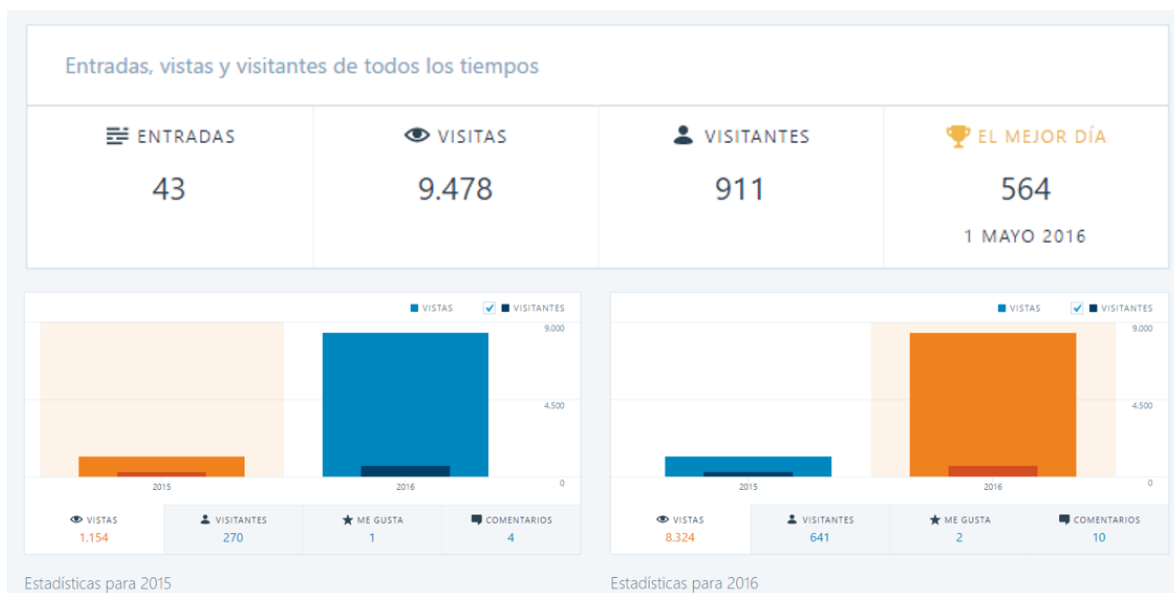 Entradas, vistas y visitantes de todos los tiempos
ENTRADAS
43
VISITAS
9.478
VISITANTES
911
EL MEJOR DÍA
564
1 MAYO 2016
VISTAS VISITANTES
9.000
4.500
0
2015 2016
VISTAS VISITANTES ME GUSTA COMENTARIOS
1.154 270 1 4
Estadísticas para 2015
VISTAS VISITANTES
9.000
4.500
0
2015 2016
VISTAS VISITANTES ME GUSTA COMENTARIOS
8.324 641 2 10
Estadísticas para 2016